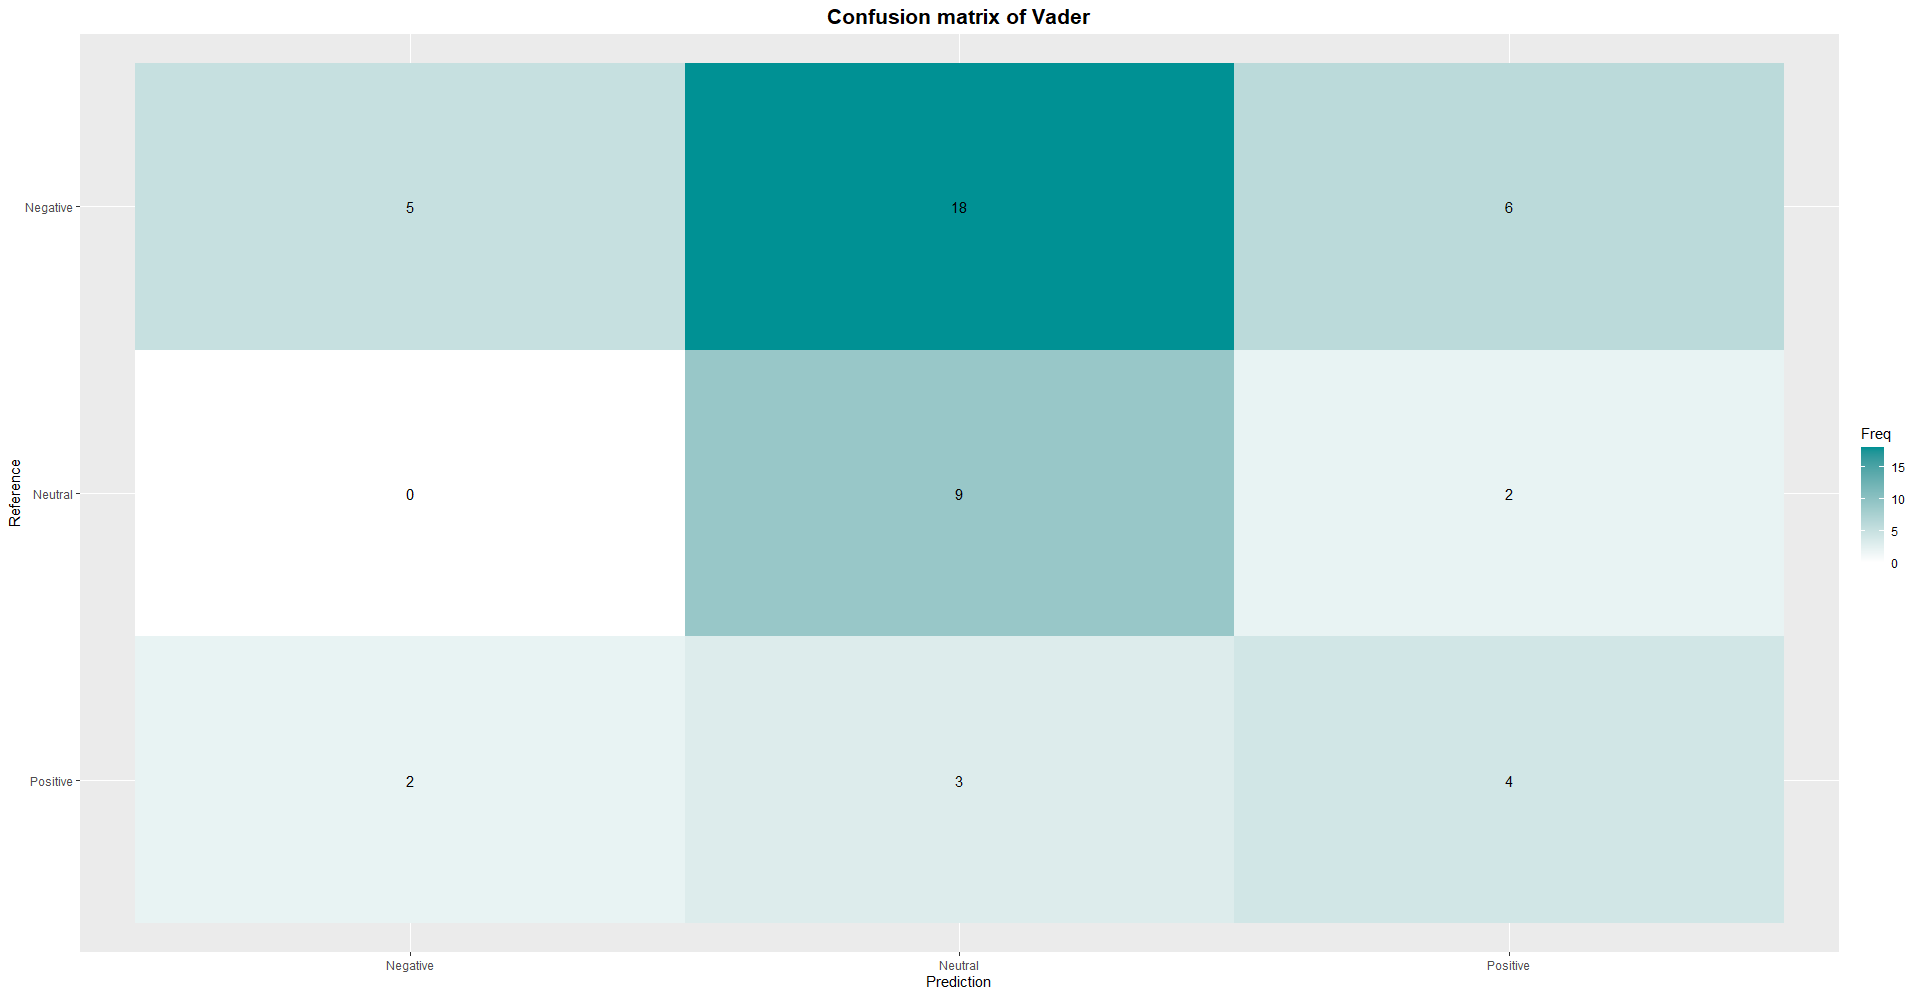 Confusion matrix of Vader
Negative
5
18
6
Reference
Neutral
0
9
2
Positive
2
3
4
Negative
Neutral
Positive
Prediction
Freq
15
10
5
0